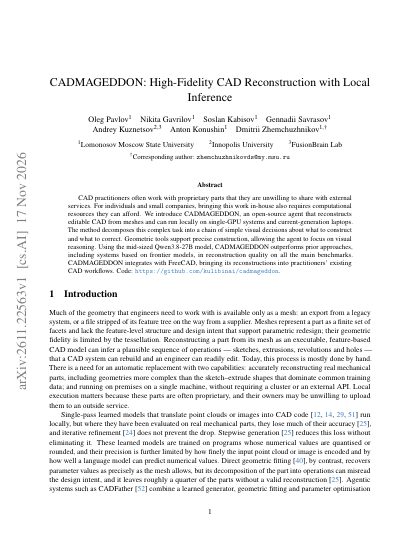 CADMAGEDDON: High-Fidelity CAD Reconstruction with Local
Inference
Oleg Pavlov¹ Nikita Gavrilov¹ Soslan Kabisov¹ Gennadii Savrasov¹
Andrey Kuznetsov²,³ Anton Konushin¹ Dmitrii Zhemchuzhnikov¹,†
¹Lomonosov Moscow State University ²Innopolis University ³FusionBrain Lab
†Corresponding author: zhemchuzhnikovds@my.msu.ru
arXiv:2611.22563v1 [cs.AI] 17 Nov 2026
Abstract
CAD practitioners often work with proprietary parts that they are unwilling to share with external
services. For individuals and small companies, bringing this work in-house also requires computational
resources they can afford. We introduce CADMAGEDDON, an open-source agent that reconstructs
editable CAD from meshes and can run locally on single-GPU systems and current-generation laptops.
The method decomposes this complex task into a chain of simple visual decisions about what to construct
and what to correct. Geometric tools support precise construction, allowing the agent to focus on visual
reasoning. Using the mid-sized Qwen3.8-27B model, CADMAGEDDON outperforms prior approaches,
including systems based on frontier models, in reconstruction quality on all the main benchmarks.
CADMAGEDDON integrates with FreeCAD, bringing its reconstructions into practitioners' existing
CAD workflows. Code: https://github.com/kulibinai/cadmageddon.
1 Introduction
Much of the geometry that engineers need to work with is available only as a mesh: an export from a legacy
system, or a file stripped of its feature tree on the way from a supplier. Meshes represent a part as a finite set of
facets and lack the feature-level structure and design intent that support parametric redesign; their geometric
fidelity is limited by the tessellation. Reconstructing a part from its mesh as an executable, feature-based
CAD model can infer a plausible sequence of operations — sketches, extrusions, revolutions and holes —
that a CAD system can rebuild and an engineer can readily edit. Today, this process is mostly done by hand.
There is a need for an automatic replacement with two capabilities: accurately reconstructing real mechanical
parts, including geometries more complex than the sketch–extrude shapes that dominate common training
data; and running on premises on a single machine, without requiring a cluster or an external API. Local
execution matters because these parts are often proprietary, and their owners may be unwilling to upload
them to an outside service.
Single-pass learned models that translate point clouds or images into CAD code [12, 14, 29, 51] run
locally, but where they have been evaluated on real mechanical parts, they lose much of their accuracy [25],
and iterative refinement [24] does not prevent the drop. Stepwise generation [25] reduces this loss without
eliminating it. These learned models are trained on programs whose numerical values are quantised or
rounded, and their precision is further limited by how finely the input point cloud or image is encoded and by
how well a language model can predict numerical values. Direct geometric fitting [40], by contrast, recovers
parameter values as precisely as the mesh allows, but its decomposition of the part into operations can misread
the design intent, and it leaves roughly a quarter of the parts without a valid reconstruction [25]. Agentic
systems such as CADFather [52] combine a learned generator, geometric fitting and parameter optimisation
1